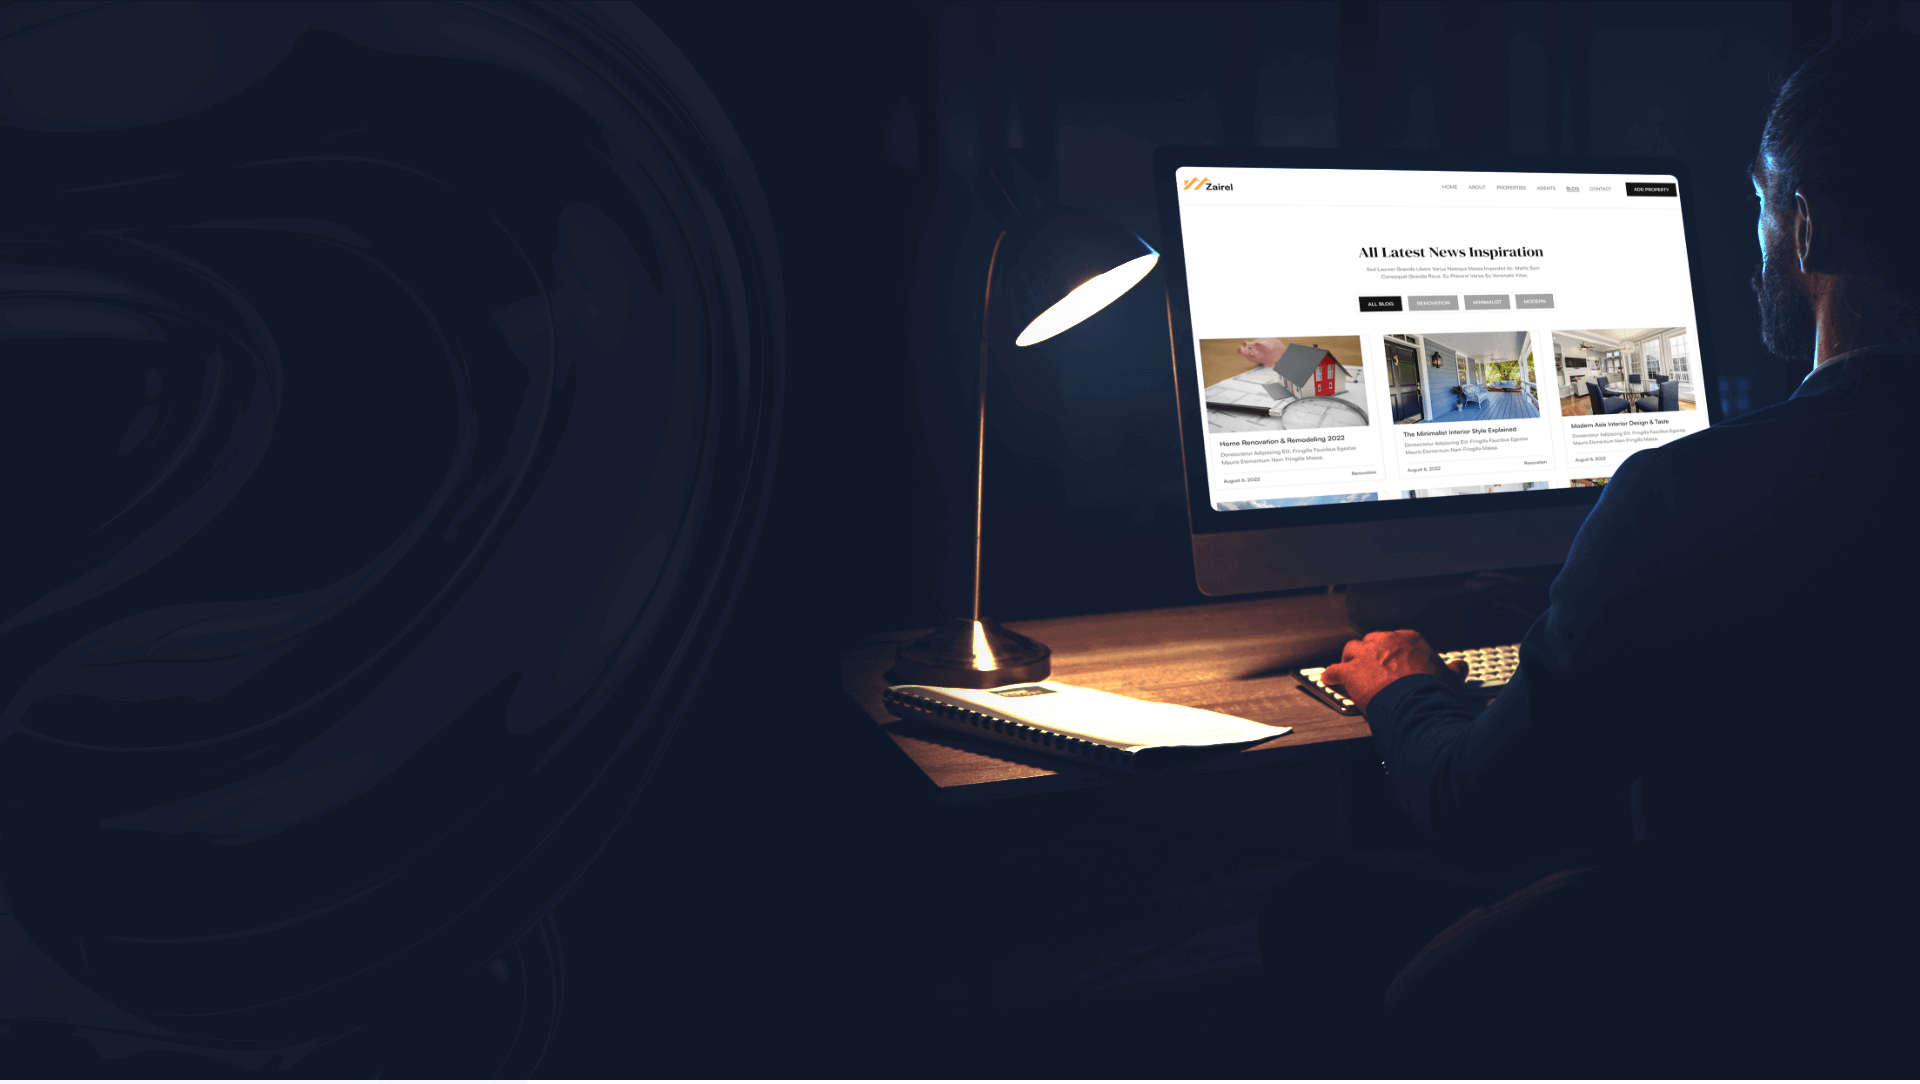 Zairel
HOME ABOUT PROPERTIES AGENTS BLOG CONTACT ADD PROPERTY
All Latest News Inspiration
Sed Laoreet Gravida Libero Varius Natoque Massa Imperdiet Ac. Mattis Sem
Consequat Gravida Risus. Eu Placerat Varius Eu Venenatis Vitae.
ALL BLOG RENOVATION MINIMALIST MODERN
Home Renovation & Remodeling 2022
Donsectetur Adipiscing Elit. Fringilla Faucibus Egestas
Mauris Elementum Nam Fringilla Massa.
August 6, 2022 Renovation
The Minimalist Interior Style Explained
Donsectetur Adipiscing Elit. Fringilla Faucibus Egestas
Mauris Elementum Nam Fringilla Massa.
August 6, 2022 Renovation
Modern Asia Interior Design & Taste
Donsectetur Adipiscing Elit. Fringilla Faucibus Egestas
Mauris Elementum Nam Fringilla Massa.
August 6, 2022